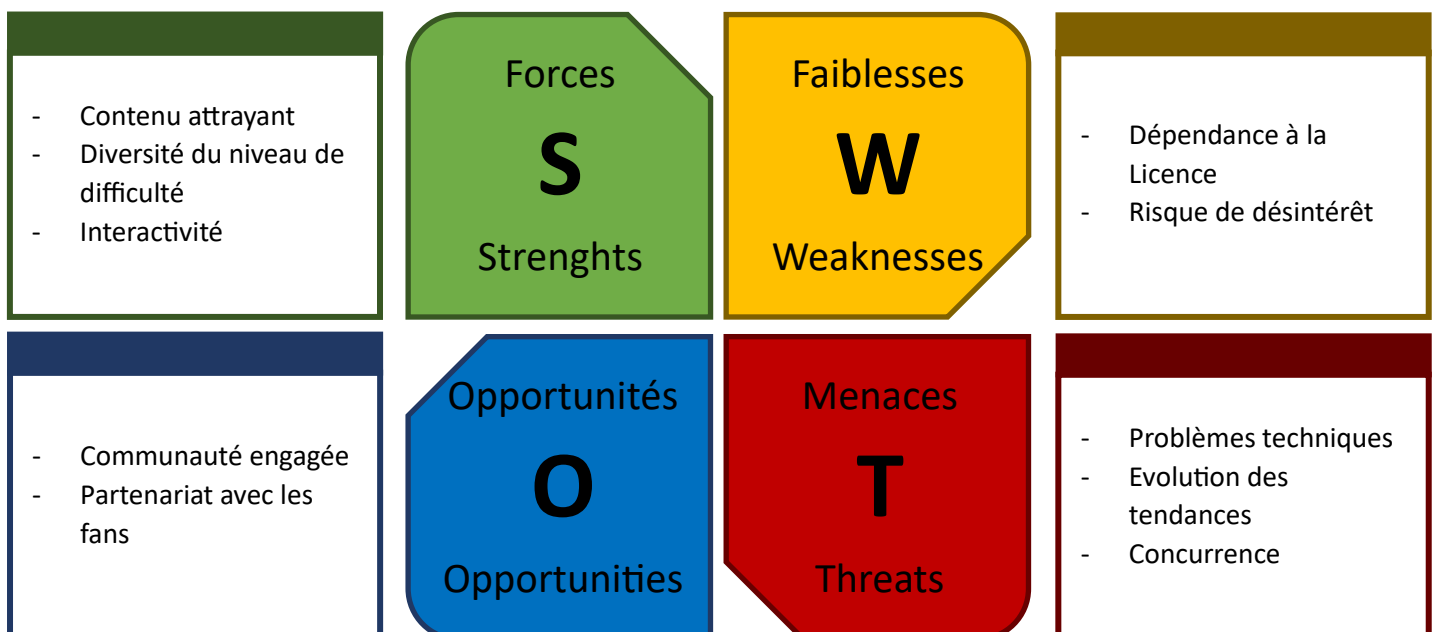 - Contenu attrayant
- Diversité du niveau de
difficulté
- Interactivité
Forces
S
Strenghts
Faiblesses
W
Weaknesses
- Dépendance à la
Licence
- Risque de désintérêt
- Communauté engagée
- Partenariat avec les
fans
Opportunités
O
Opportunities
Menaces
T
Threats
- Problèmes techniques
- Evolution des
tendances
- Concurrence